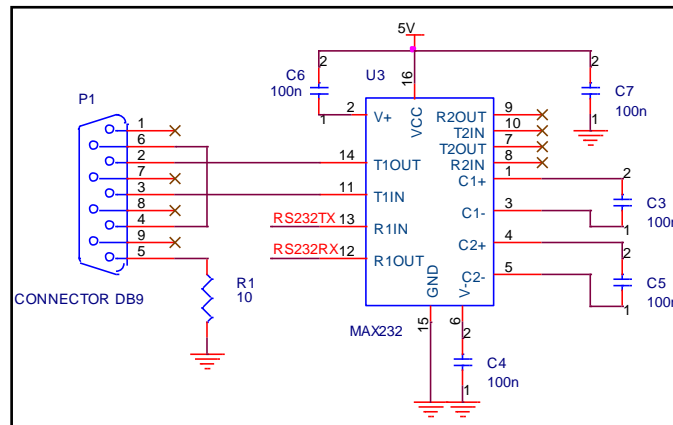 5V
C6
100n
2
1
U3
16
VCC
2
1
C7
100n
P1
1
6
2
7
3
8
4
9
5
CONNECTOR DB9
R1
10
2
V+
14
T1OUT
11
T1IN
RS232TX
13
R1IN
RS232RX
12
R1OUT
R2OUT
9
T2IN
10
T2OUT
7
R2IN
8
C1+
1
C1-
3
C2+
4
C2-
5
2
C3
100n
1
2
C5
100n
1
GND
15
V-
6
MAX232
2
C4
100n
1